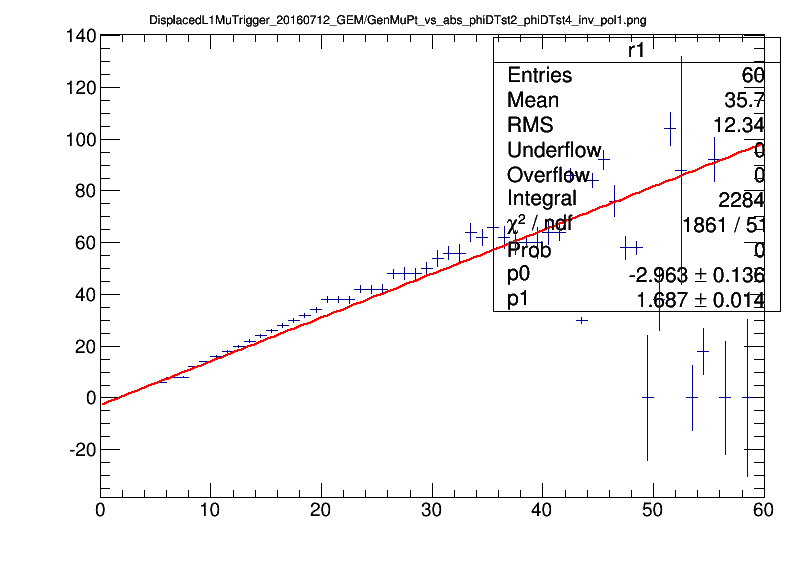 DisplacedL1MuTrigger_20160712_GEM/GenMuPt_vs_abs_phiDTst2_phiDTst4_inv_pol1.png
140
120
100
80
60
40
20
0
-20
r1
Entries 60
Mean 35.7
RMS 12.34
Underflow 0
Overflow 0
Integral 2284
χ² / ndf 1861 / 51
Prob 0
p0 -2.963 ± 0.136
p1 1.687 ± 0.014
0 10 20 30 40 50 60